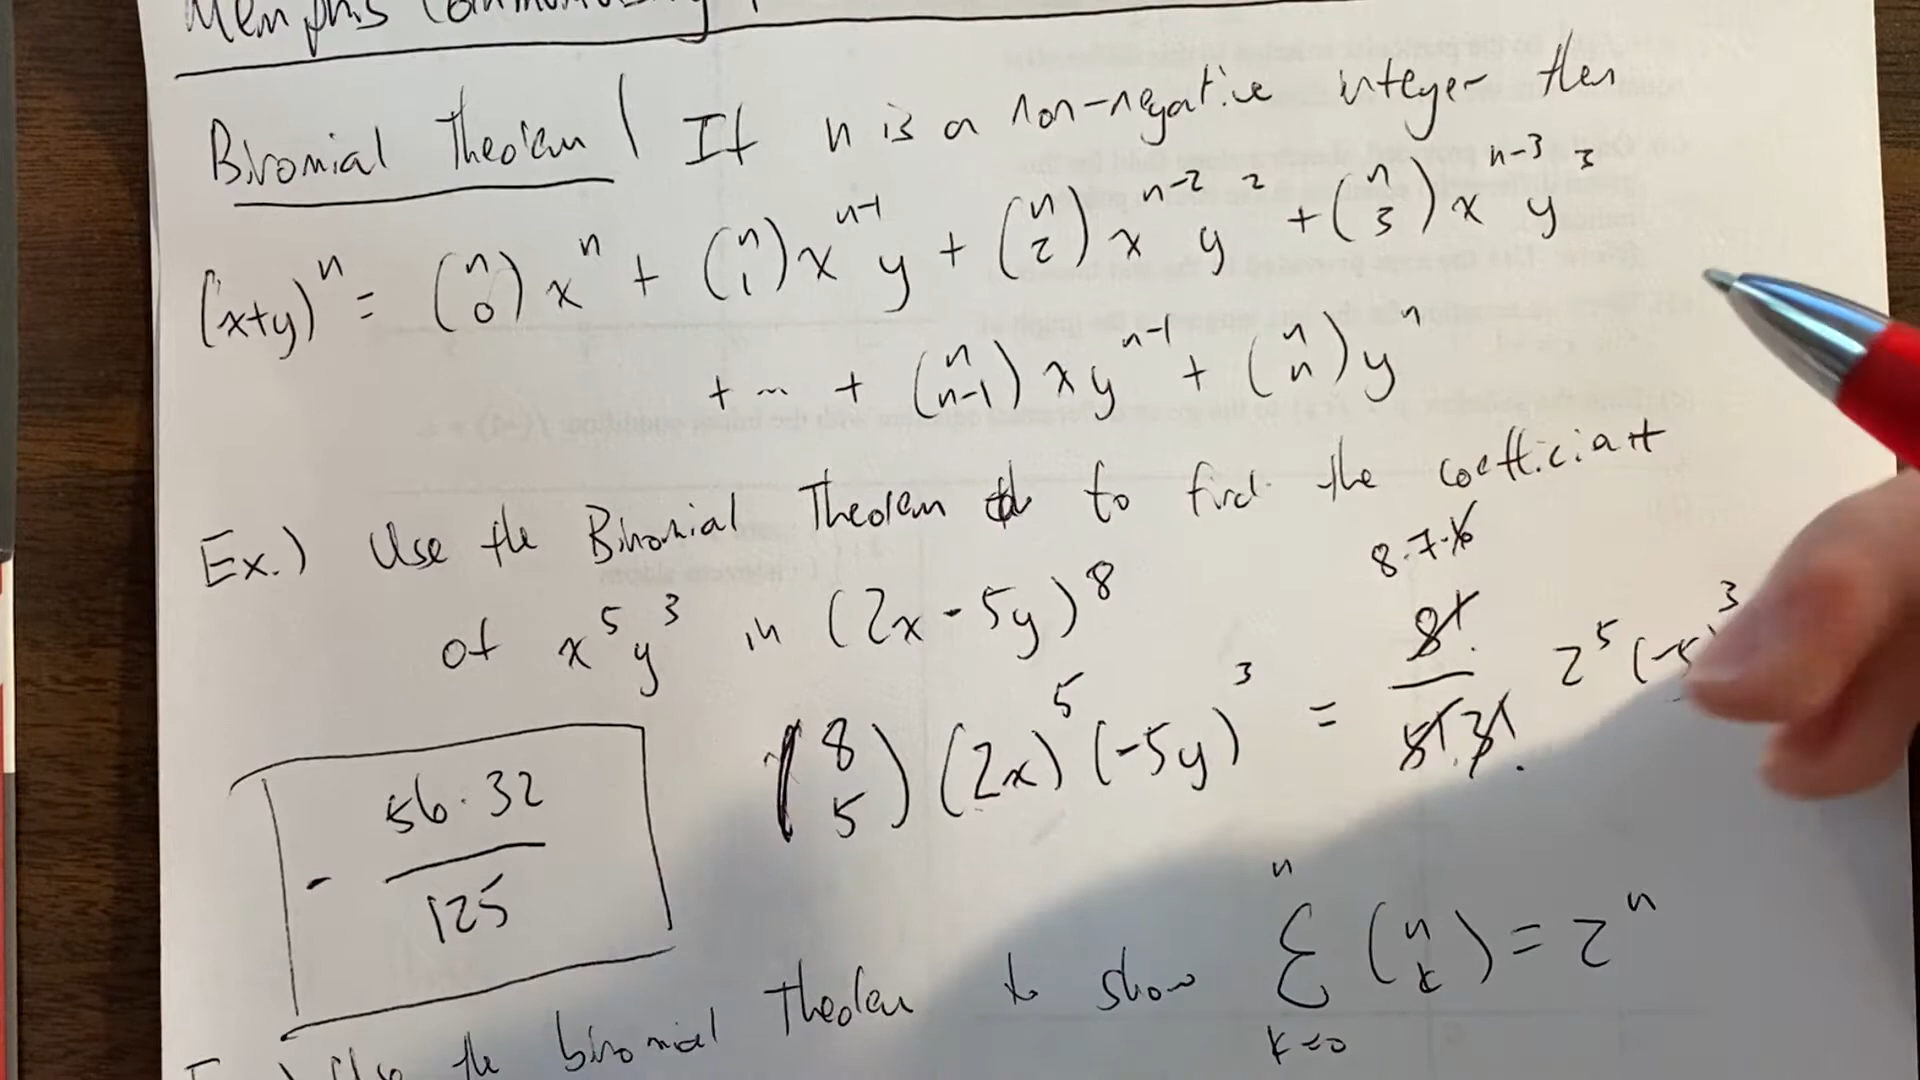 Memphis
Binomial Theorem | If n is a non-negative integer then
(x+y)^n = (n 0) x^n + (n 1) x^{n-1} y + (n 2) x^{n-2} y^2 + (n 3) x^{n-3} y^3
+ ... + (n n-1) x y^{n-1} + (n n) y^n
Ex.) Use the Binomial Theorem to find the coefficient
of x^5 y^3 in (2x - 5y)^8
8·7·6
(8 5) (2x)^5 (-5y)^3 = 8!/(5! 3!) 2^5 (-5)^3
- 56·32/125
Use the binomial theorem to show Σ_{k=0}^{n} (n k) = 2^n